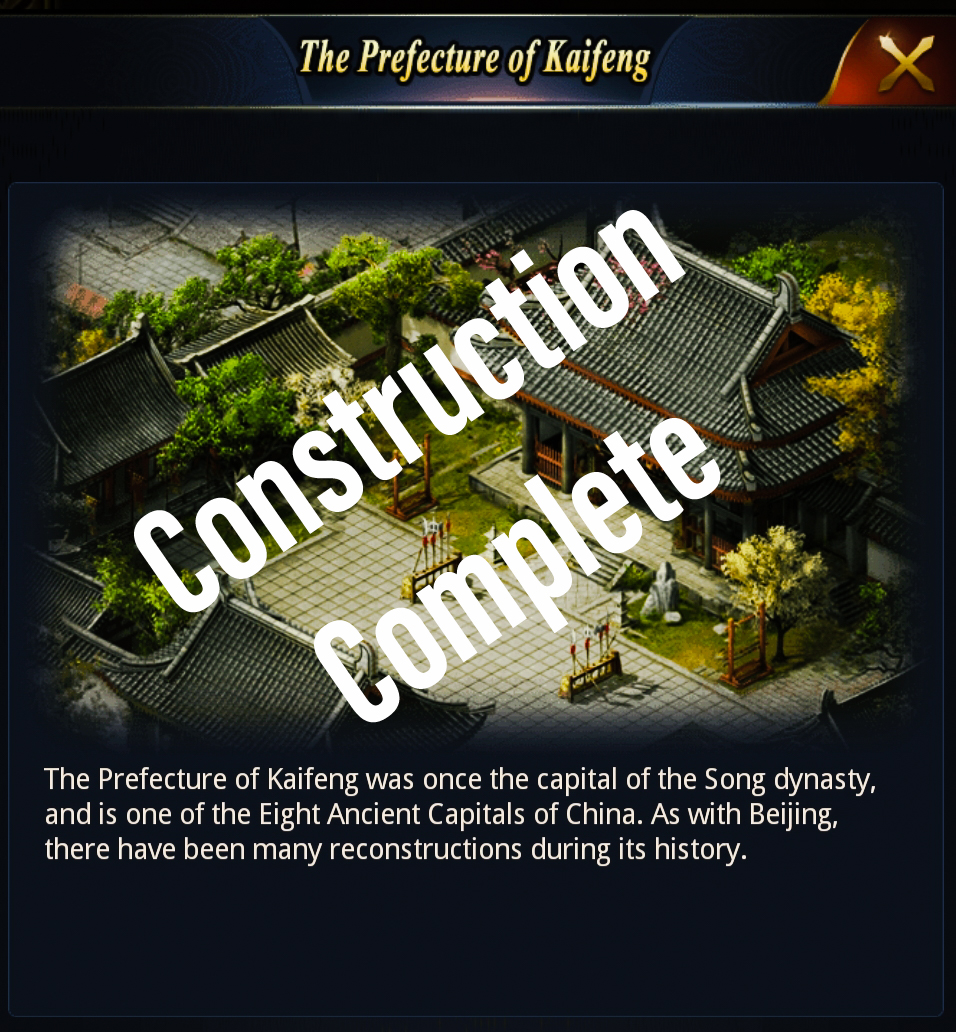 The Prefecture of Kaifeng
Construction
Complete
The Prefecture of Kaifeng was once the capital of the Song dynasty,
and is one of the Eight Ancient Capitals of China. As with Beijing,
there have been many reconstructions during its history.